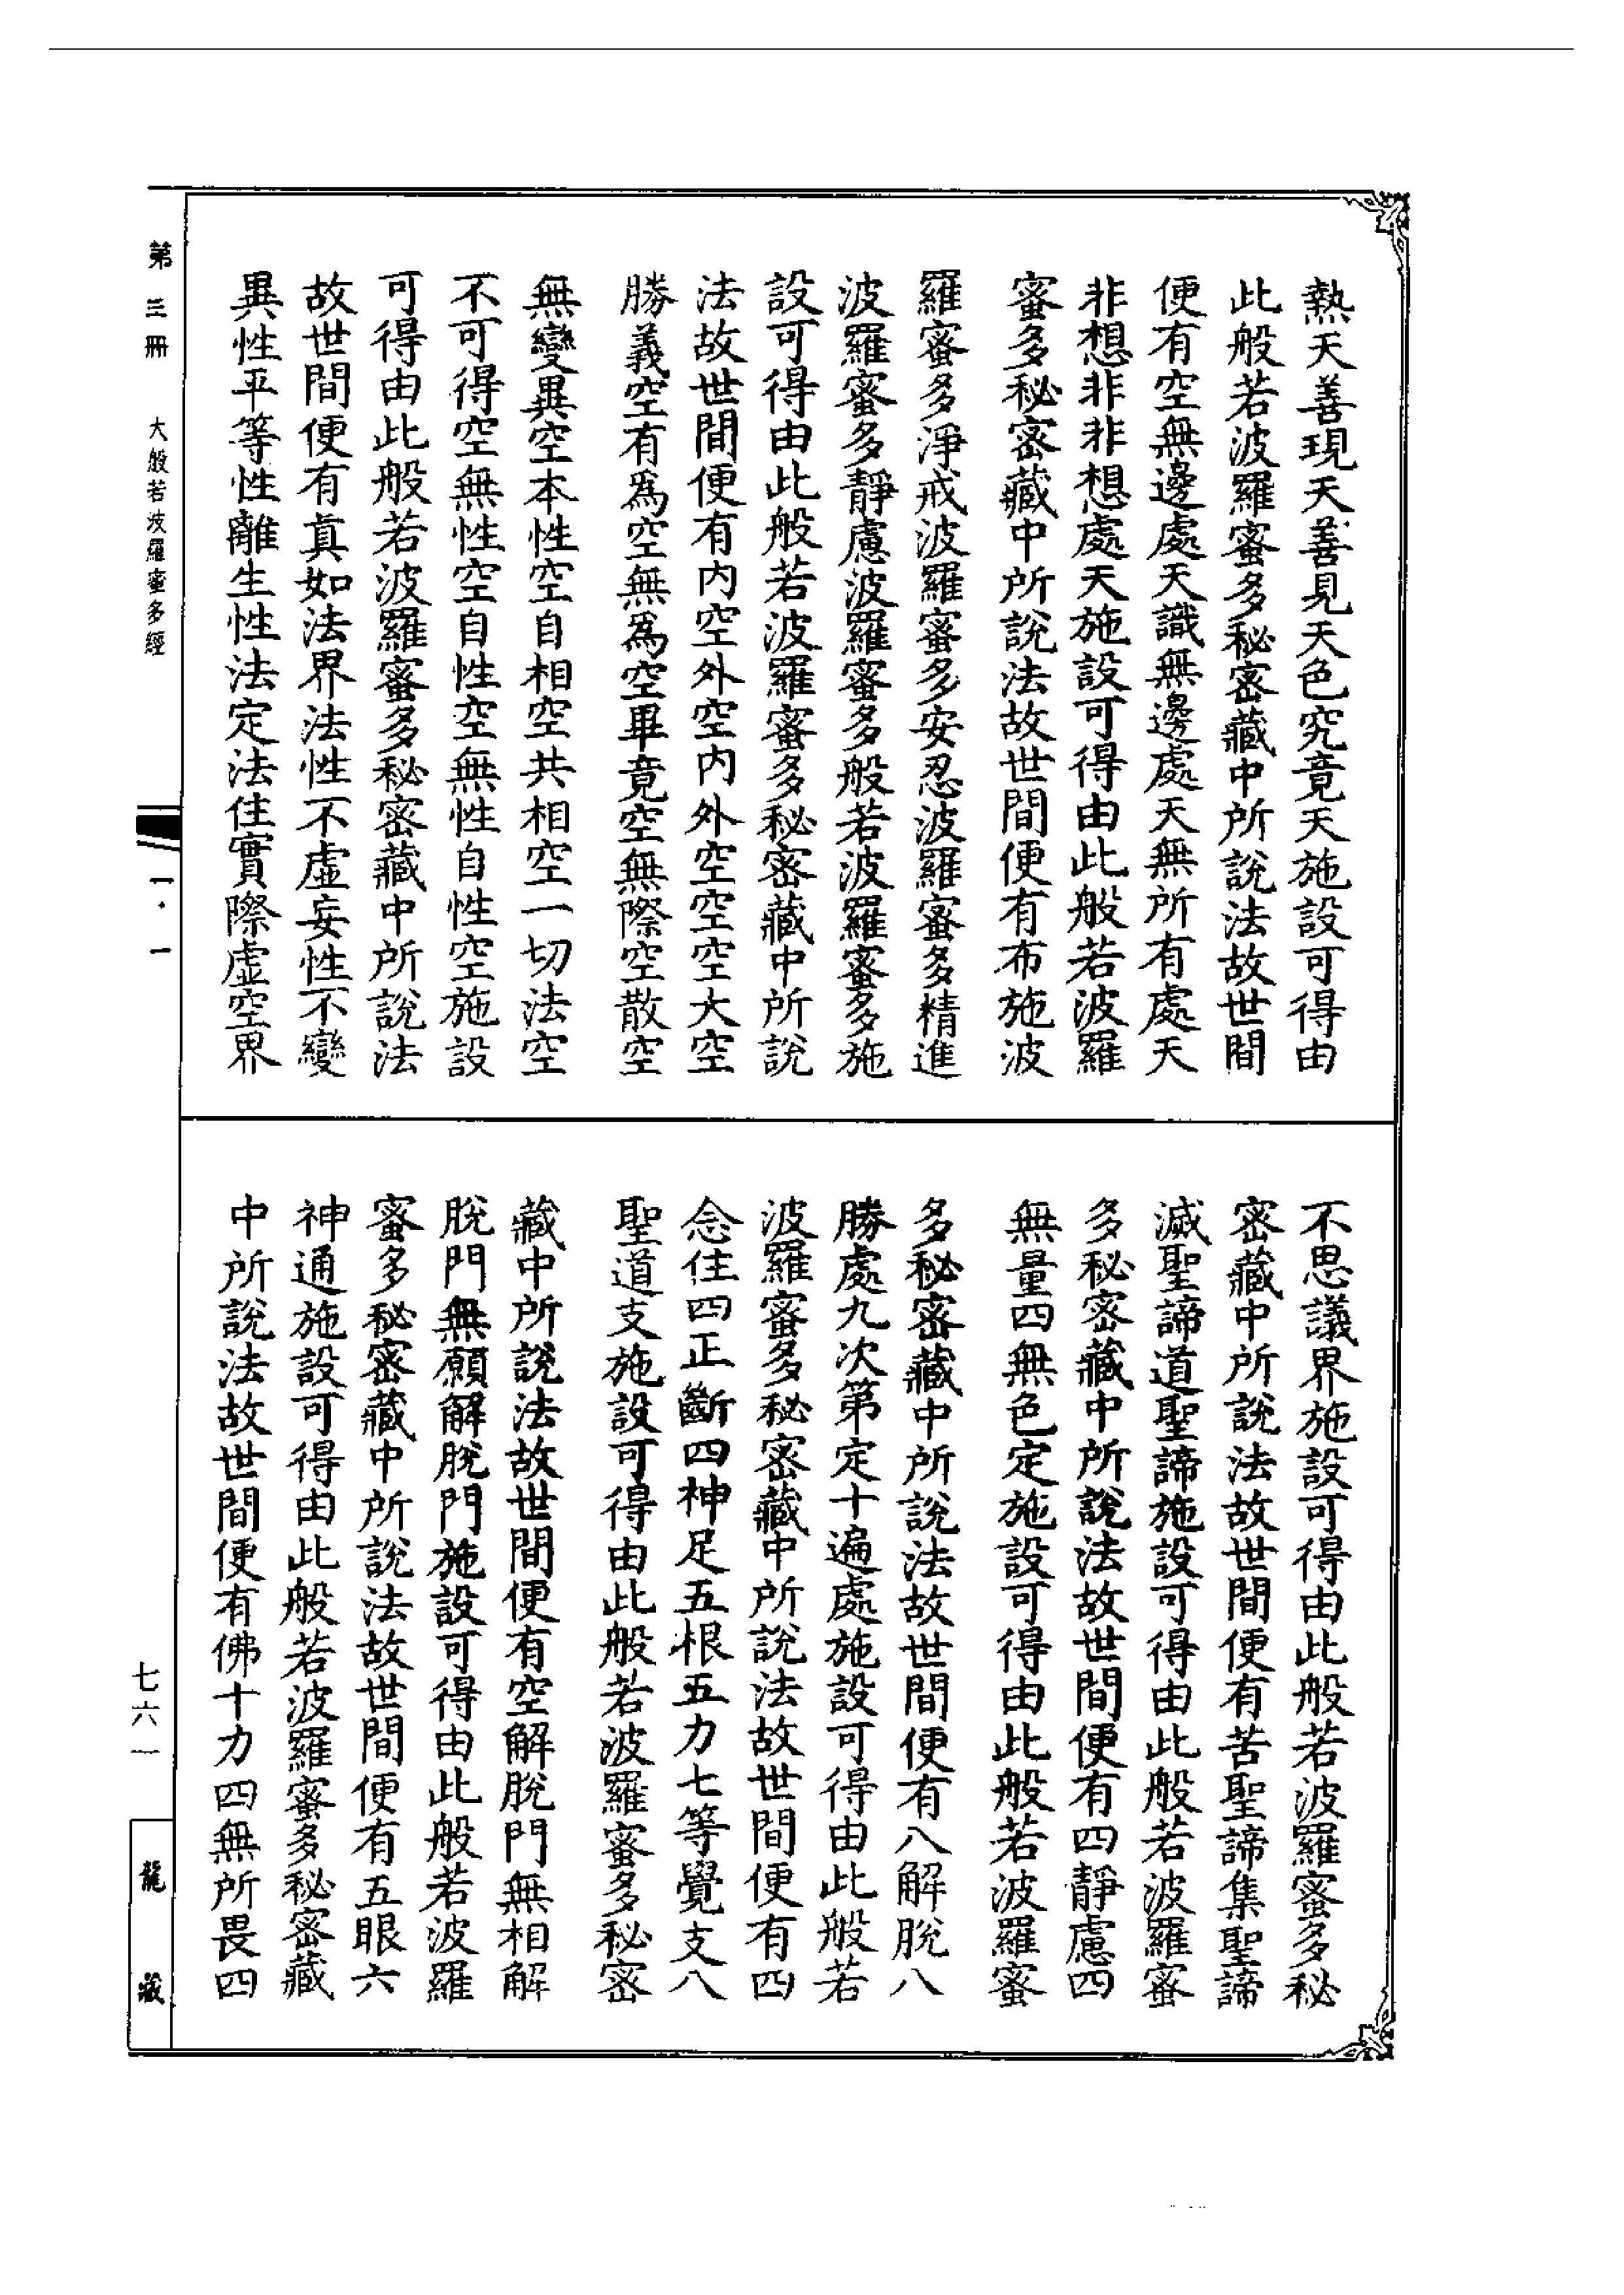 熱天善現天善見天色究竟天施設可得由
此般若波羅蜜多秘密藏中所說法故世間
便有空無邊處天識無邊處天無所有處天
非想非非想處天施設可得由此般若波羅
蜜多秘密藏中所說法故世間便有布施波
羅蜜多淨戒波羅蜜多安忍波羅蜜多精進
波羅蜜多靜慮波羅蜜多般若波羅蜜多施
設可得由此般若波羅蜜多秘密藏中所說
法故世間便有內空外空內外空空空大空
勝義空有為空無為空畢竟空無際空散空
無變異空本性空自相空共相空一切法空
不可得空無性空自性空無性自性空施設
可得由此般若波羅蜜多秘密藏中所說法
故世間便有真如法界法性不虛妄性不變
異性平等性離生性法定法住實際虛空界
不思議界施設可得由此般若波羅蜜多秘
密藏中所說法故世間便有苦聖諦集聖諦
滅聖諦道聖諦施設可得由此般若波羅蜜
多秘密藏中所說法故世間便有四靜慮四
無量四無色定施設可得由此般若波羅蜜
多秘密藏中所說法故世間便有八解脫八
勝處九次第定十遍處施設可得由此般若
波羅蜜多秘密藏中所說法故世間便有四
念住四正斷四神足五根五力七等覺支八
聖道支施設可得由此般若波羅蜜多秘密
藏中所說法故世間便有空解脫門無相解
脫門無願解脫門施設可得由此般若波羅
蜜多秘密藏中所說法故世間便有五眼六
神通施設可得由此般若波羅蜜多秘密藏
中所說法故世間便有佛十力四無所畏四
第三冊 大般若波羅蜜多經 一·一 七六一 龍藏